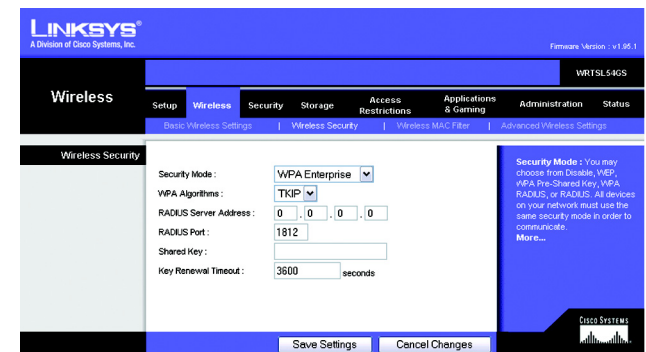 LINKSYS®
A Division of Cisco Systems, Inc.
Firmware Version : v1.95.1
WRTSL54GS
Wireless
Setup Wireless Security Storage Access Restrictions Applications & Gaming Administration Status
Basic Wireless Settings | Wireless Security | Wireless MAC Filter | Advanced Wireless Settings
Wireless Security
Security Mode : WPA Enterprise
WPA Algorithms : TKIP
RADIUS Server Address : 0 . 0 . 0 . 0
RADIUS Port : 1812
Shared Key :
Key Renewal Timeout : 3600 seconds
Security Mode : You may
choose from Disable, WEP,
WPA Pre-Shared Key, WPA
RADIUS, or RADIUS. All devices
on your network must use the
same security mode in order to
communicate.
More...
CISCO SYSTEMS
Save Settings Cancel Changes